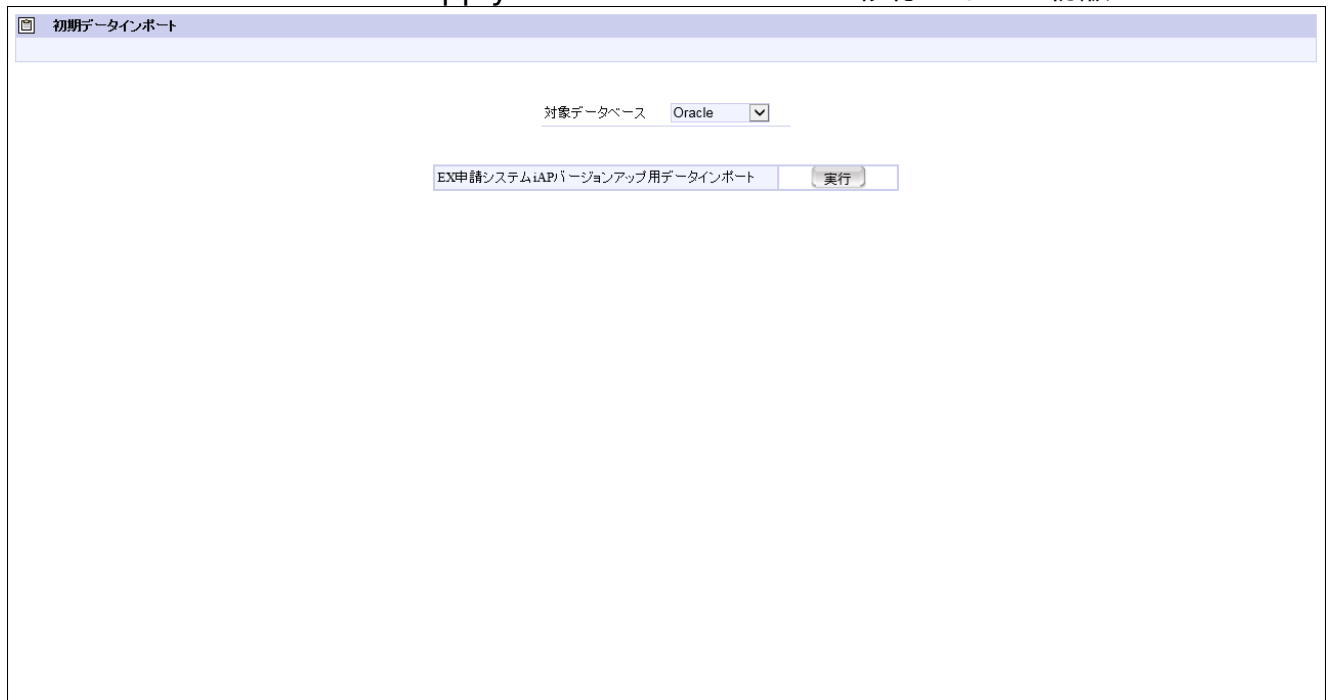 初期データインポート
対象データベース Oracle
EX申請システムiAPバージョンアップ用データインポート 実行